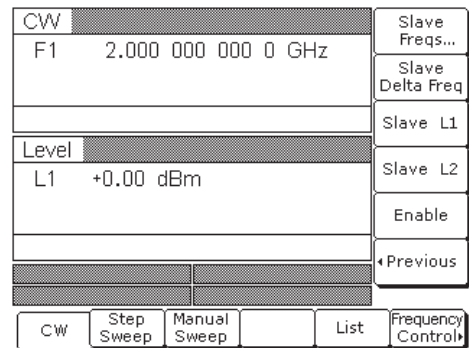 CW
F1 2.000 000 000 0 GHz
Level
L1 +0.00 dBm
Slave
Freqs...
Slave
Delta Freq
Slave L1
Slave L2
Enable
Previous
CW
Step
Sweep
Manual
Sweep
List
Frequency
Control